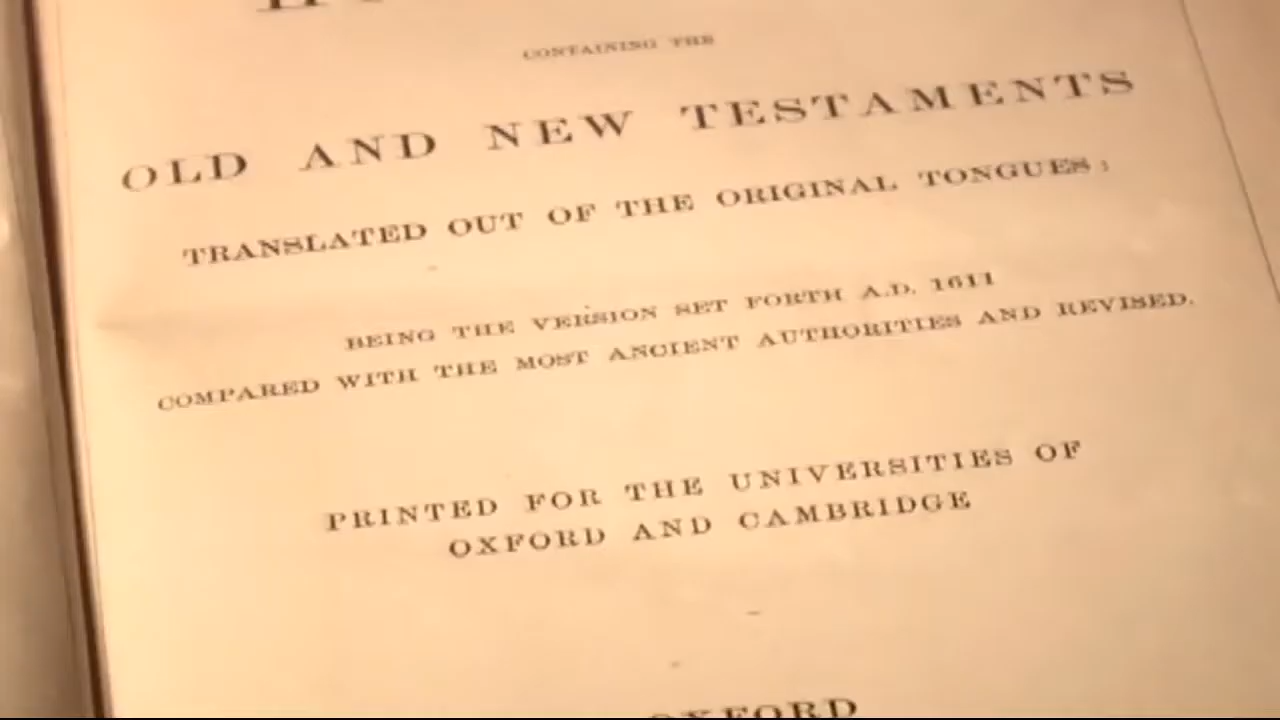 CONTAINING THE
OLD AND NEW TESTAMENTS
TRANSLATED OUT OF THE ORIGINAL TONGUES;
BEING THE VERSION SET FORTH A.D. 1611
COMPARED WITH THE MOST ANCIENT AUTHORITIES AND REVISED.
PRINTED FOR THE UNIVERSITIES OF
OXFORD AND CAMBRIDGE
OXFORD